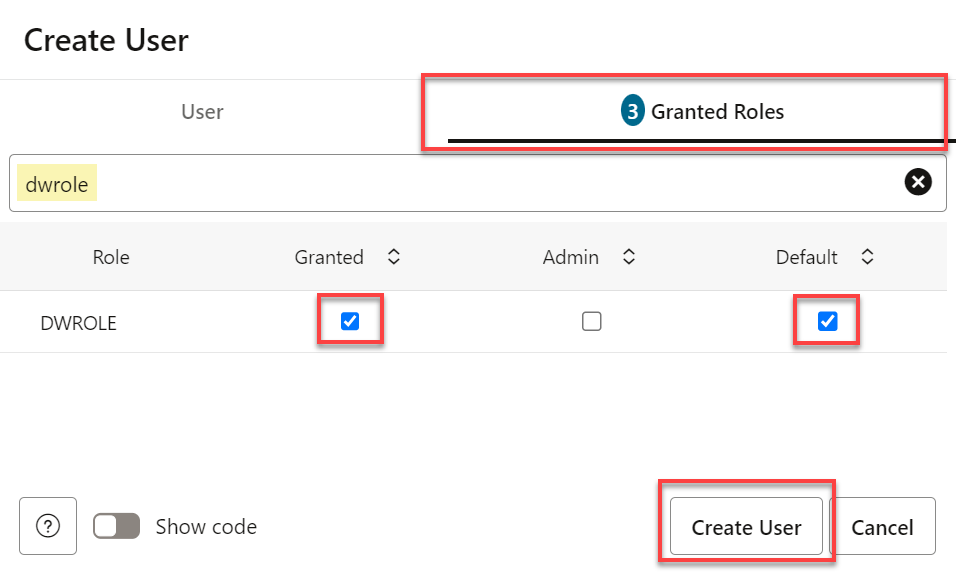 Create User
User
3 Granted Roles
dwrole
Role Granted Admin Default
DWROLE
? Show code Create User Cancel